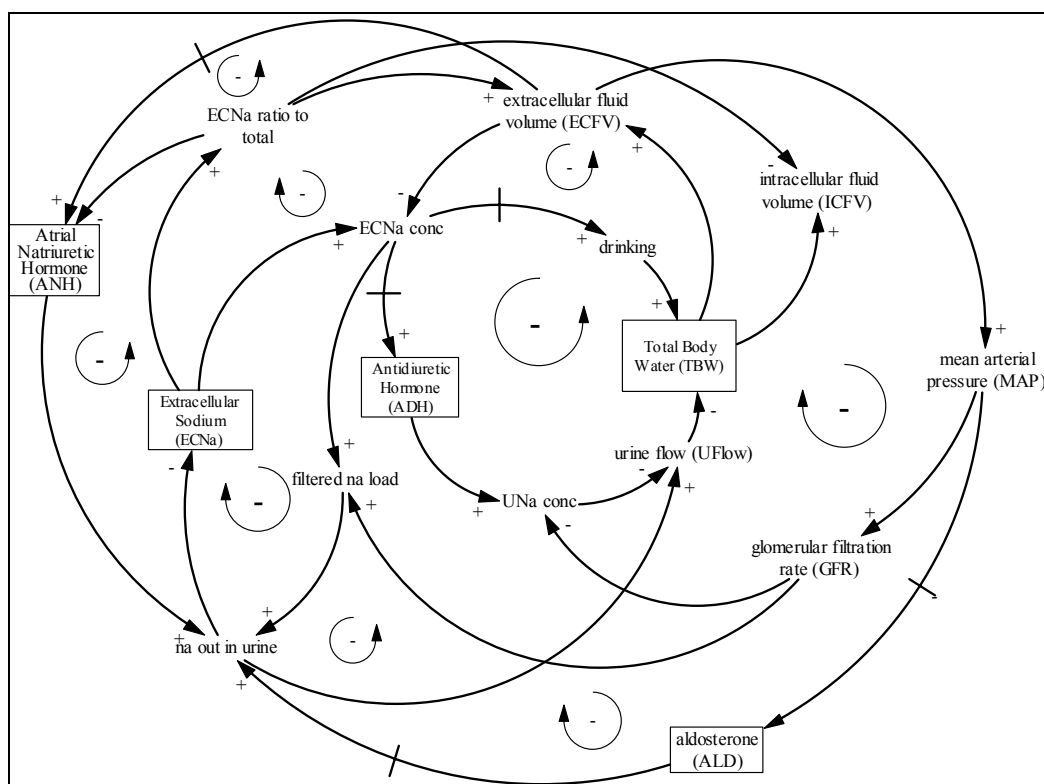 ECNa ratio to
total
extracellular fluid
volume (ECFV)
intracellular fluid
volume (ICFV)
ECNa conc
drinking
Atrial
Natriuretic
Hormone
(ANH)
Total Body
Water (TBW)
mean arterial
pressure (MAP)
Antidiuretic
Hormone
(ADH)
Extracellular
Sodium
(ECNa)
urine flow (UFlow)
filtered na load
UNa conc
glomerular filtration
rate (GFR)
na out in urine
aldosterone
(ALD)